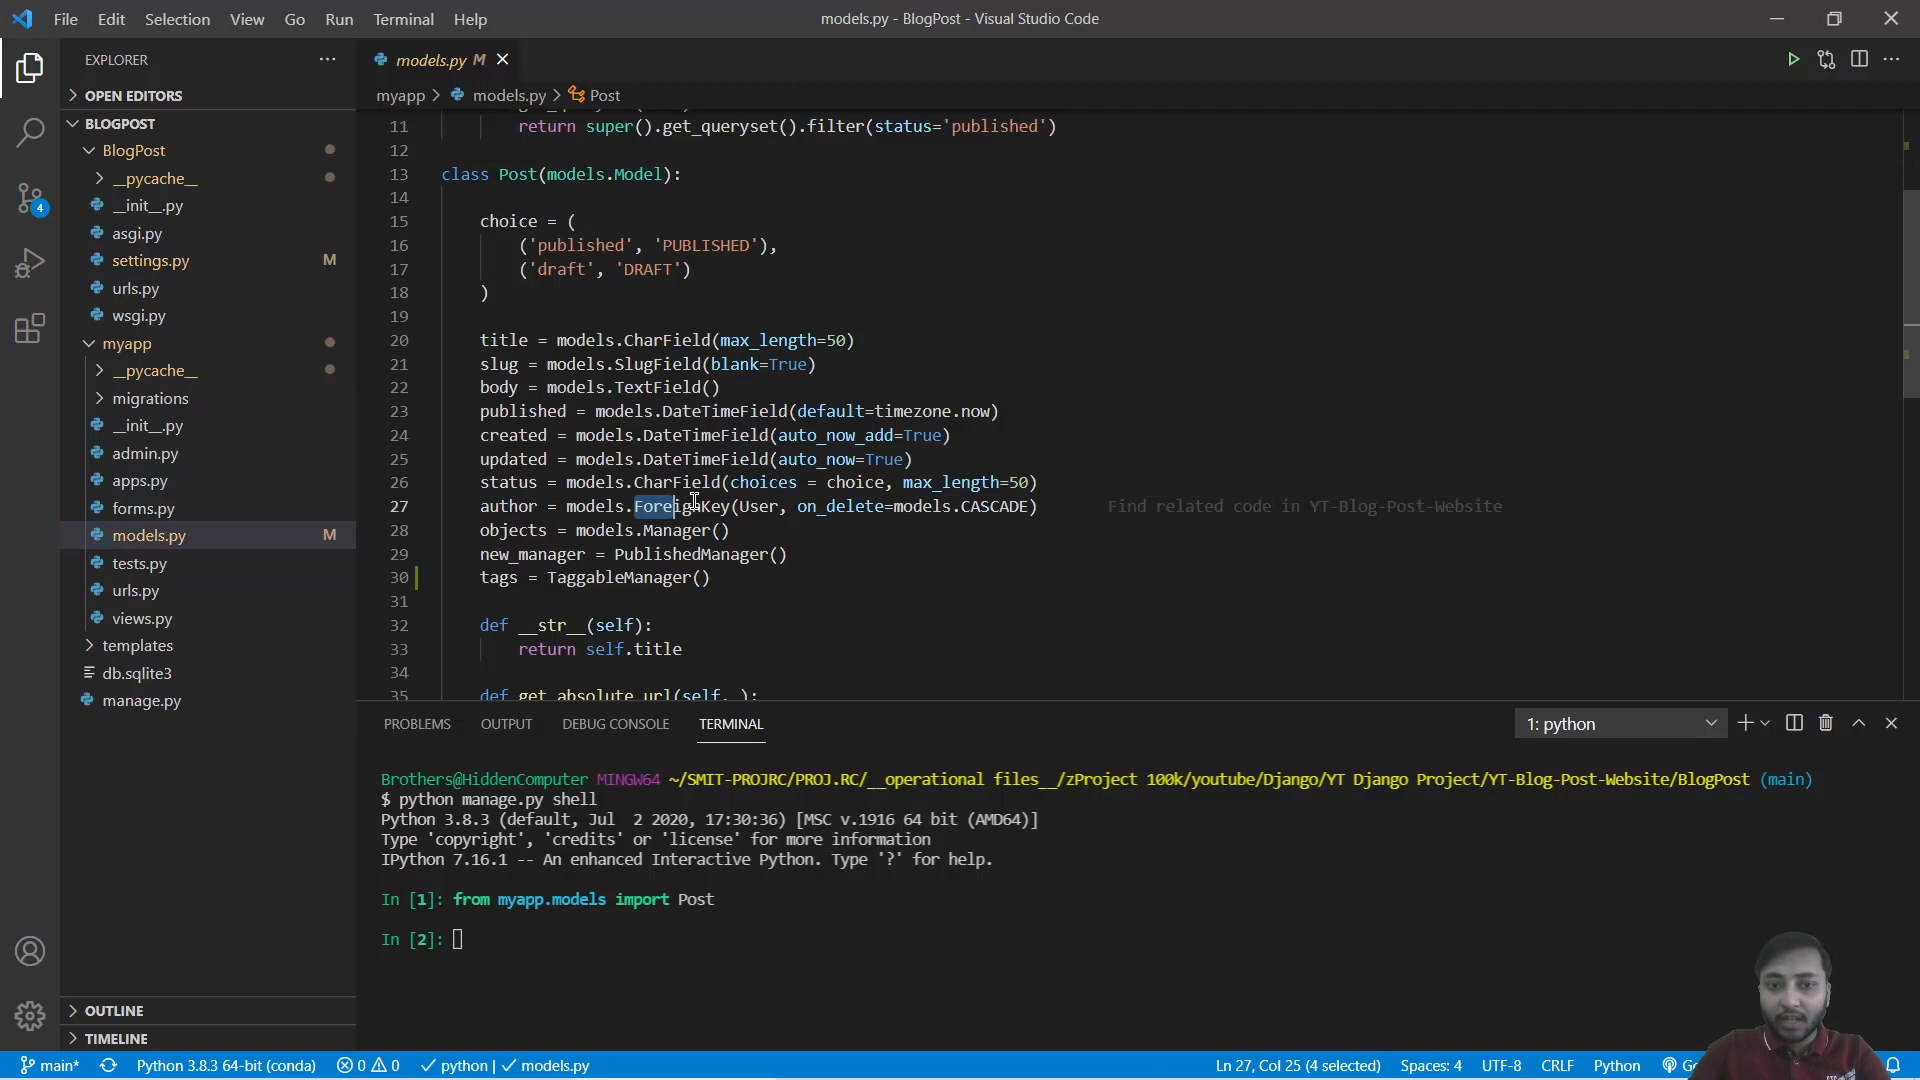 File Edit Selection View Go Run Terminal Help
models.py - BlogPost - Visual Studio Code
EXPLORER
OPEN EDITORS
BLOGPOST
BlogPost
__pycache__
__init__.py
asgi.py
settings.py M
urls.py
wsgi.py
myapp
__pycache__
migrations
__init__.py
admin.py
apps.py
forms.py
models.py M
tests.py
urls.py
views.py
templates
db.sqlite3
manage.py
OUTLINE
TIMELINE
4
models.py M
myapp > models.py > Post
11 return super().get_queryset().filter(status='published')
12
13 class Post(models.Model):
14
15 choice = (
16 ('published', 'PUBLISHED'),
17 ('draft', 'DRAFT')
18 )
19
20 title = models.CharField(max_length=50)
21 slug = models.SlugField(blank=True)
22 body = models.TextField()
23 published = models.DateTimeField(default=timezone.now)
24 created = models.DateTimeField(auto_now_add=True)
25 updated = models.DateTimeField(auto_now=True)
26 status = models.CharField(choices = choice, max_length=50)
27 author = models.ForeignKey(User, on_delete=models.CASCADE) Find related code in YT-Blog-Post-Website
28 objects = models.Manager()
29 new_manager = PublishedManager()
30 tags = TaggableManager()
31
32 def __str__(self):
33 return self.title
34
35 def get_absolute_url(self, ):
PROBLEMS OUTPUT DEBUG CONSOLE TERMINAL
1: python
Brothers@HiddenComputer MINGW64 ~/SMIT-PROJRC/PROJ.RC/__operational files__/zProject 100k/youtube/Django/YT Django Project/YT-Blog-Post-Website/BlogPost (main)
$ python manage.py shell
Python 3.8.3 (default, Jul  2 2020, 17:30:36) [MSC v.1916 64 bit (AMD64)]
Type 'copyright', 'credits' or 'license' for more information
IPython 7.16.1 -- An enhanced Interactive Python. Type '?' for help.
In [1]: from myapp.models import Post
In [2]:
main* Python 3.8.3 64-bit (conda) 0 0 python | models.py Ln 27, Col 25 (4 selected) Spaces: 4 UTF-8 CRLF Python